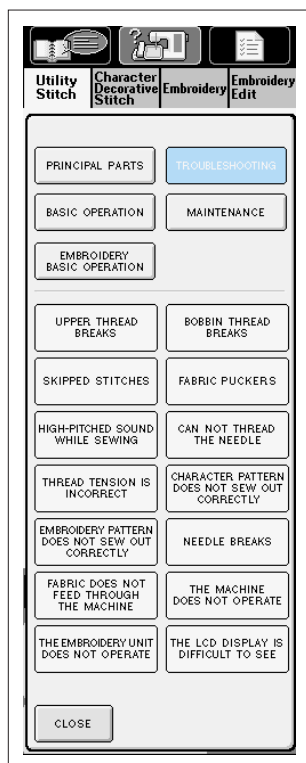 Utility
Stitch
Character
Decorative
Stitch
Embroidery
Embroidery
Edit
PRINCIPAL PARTS
TROUBLESHOOTING
BASIC OPERATION
MAINTENANCE
EMBROIDERY
BASIC OPERATION
UPPER THREAD
BREAKS
BOBBIN THREAD
BREAKS
SKIPPED STITCHES
FABRIC PUCKERS
HIGH-PITCHED SOUND
WHILE SEWING
CAN NOT THREAD
THE NEEDLE
THREAD TENSION IS
INCORRECT
CHARACTER PATTERN
DOES NOT SEW OUT
CORRECTLY
EMBROIDERY PATTERN
DOES NOT SEW OUT
CORRECTLY
NEEDLE BREAKS
FABRIC DOES NOT
FEED THROUGH
THE MACHINE
THE MACHINE
DOES NOT OPERATE
THE EMBROIDERY UNIT
DOES NOT OPERATE
THE LCD DISPLAY IS
DIFFICULT TO SEE
CLOSE